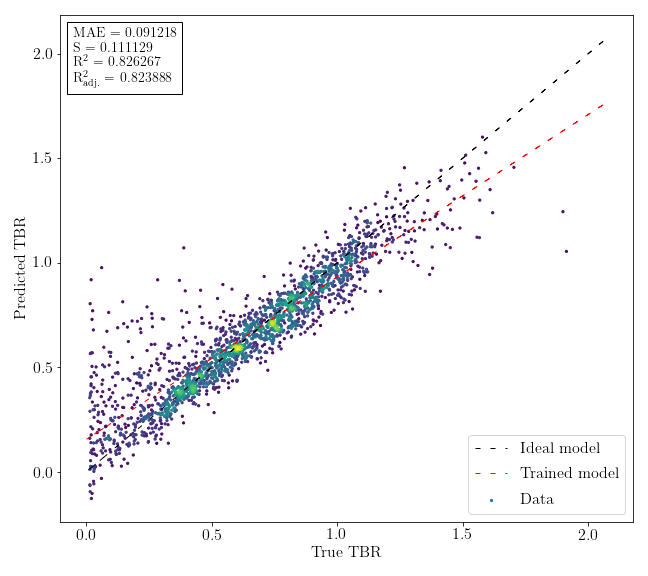 MAE = 0.091218
S = 0.111129
R² = 0.826267
R²adj. = 0.823888
2.0
1.5
1.0
0.5
0.0
Predicted TBR
Ideal model
Trained model
Data
0.0 0.5 1.0 1.5 2.0
True TBR